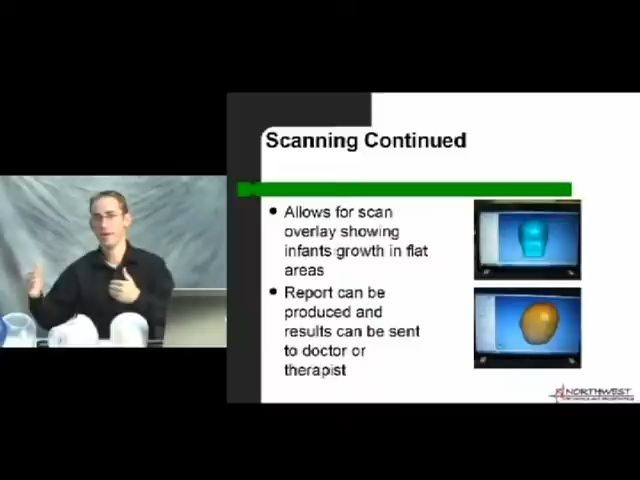 Scanning Continued
Allows for scan
overlay showing
infants growth in flat
areas
Report can be
produced and
results can be sent
to doctor or
therapist
NORTHWEST